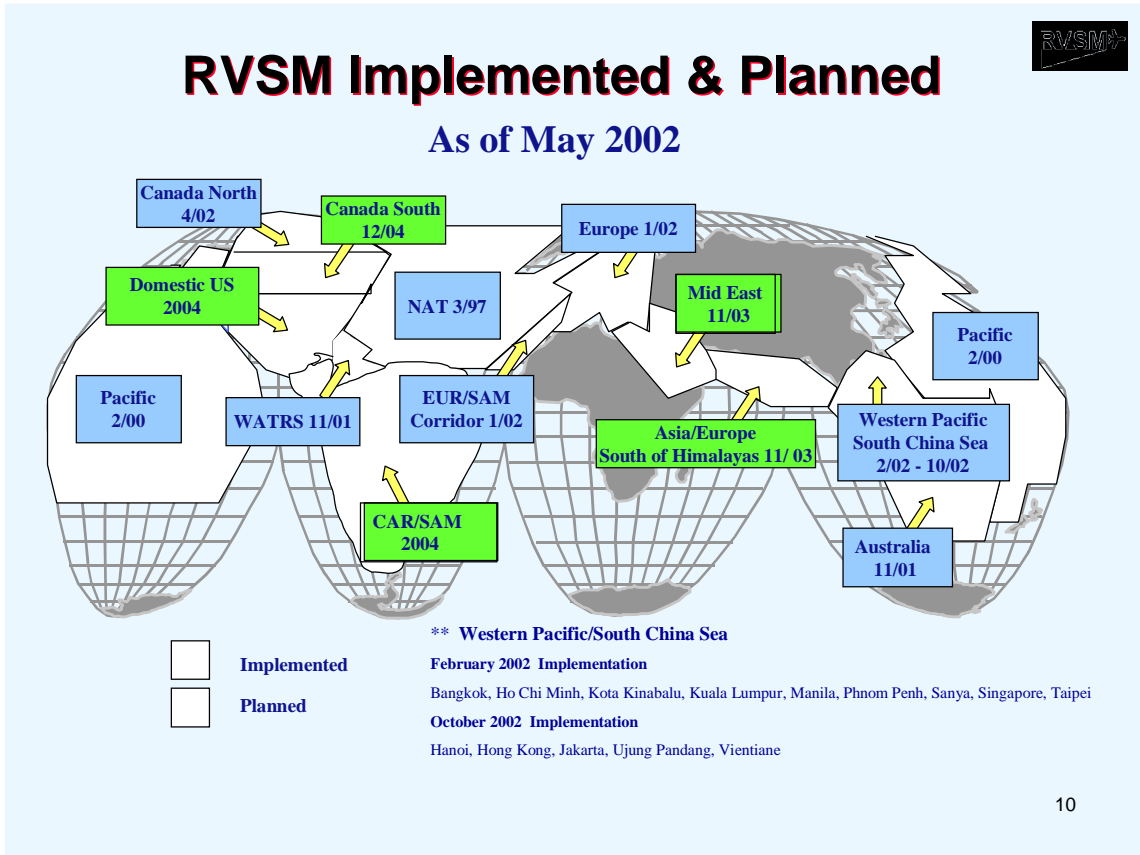 RVSM
RVSM Implemented & Planned
As of May 2002
Canada North
4/02
Canada South
12/04
Europe 1/02
Domestic US
2004
NAT 3/97
Mid East
11/03
Pacific
2/00
Pacific
2/00
WATRS 11/01
EUR/SAM
Corridor 1/02
Asia/Europe
South of Himalayas 11/ 03
Western Pacific
South China Sea
2/02 - 10/02
CAR/SAM
2004
Australia
11/01
Implemented
Planned
** Western Pacific/South China Sea
February 2002 Implementation
Bangkok, Ho Chi Minh, Kota Kinabalu, Kuala Lumpur, Manila, Phnom Penh, Sanya, Singapore, Taipei
October 2002 Implementation
Hanoi, Hong Kong, Jakarta, Ujung Pandang, Vientiane
10